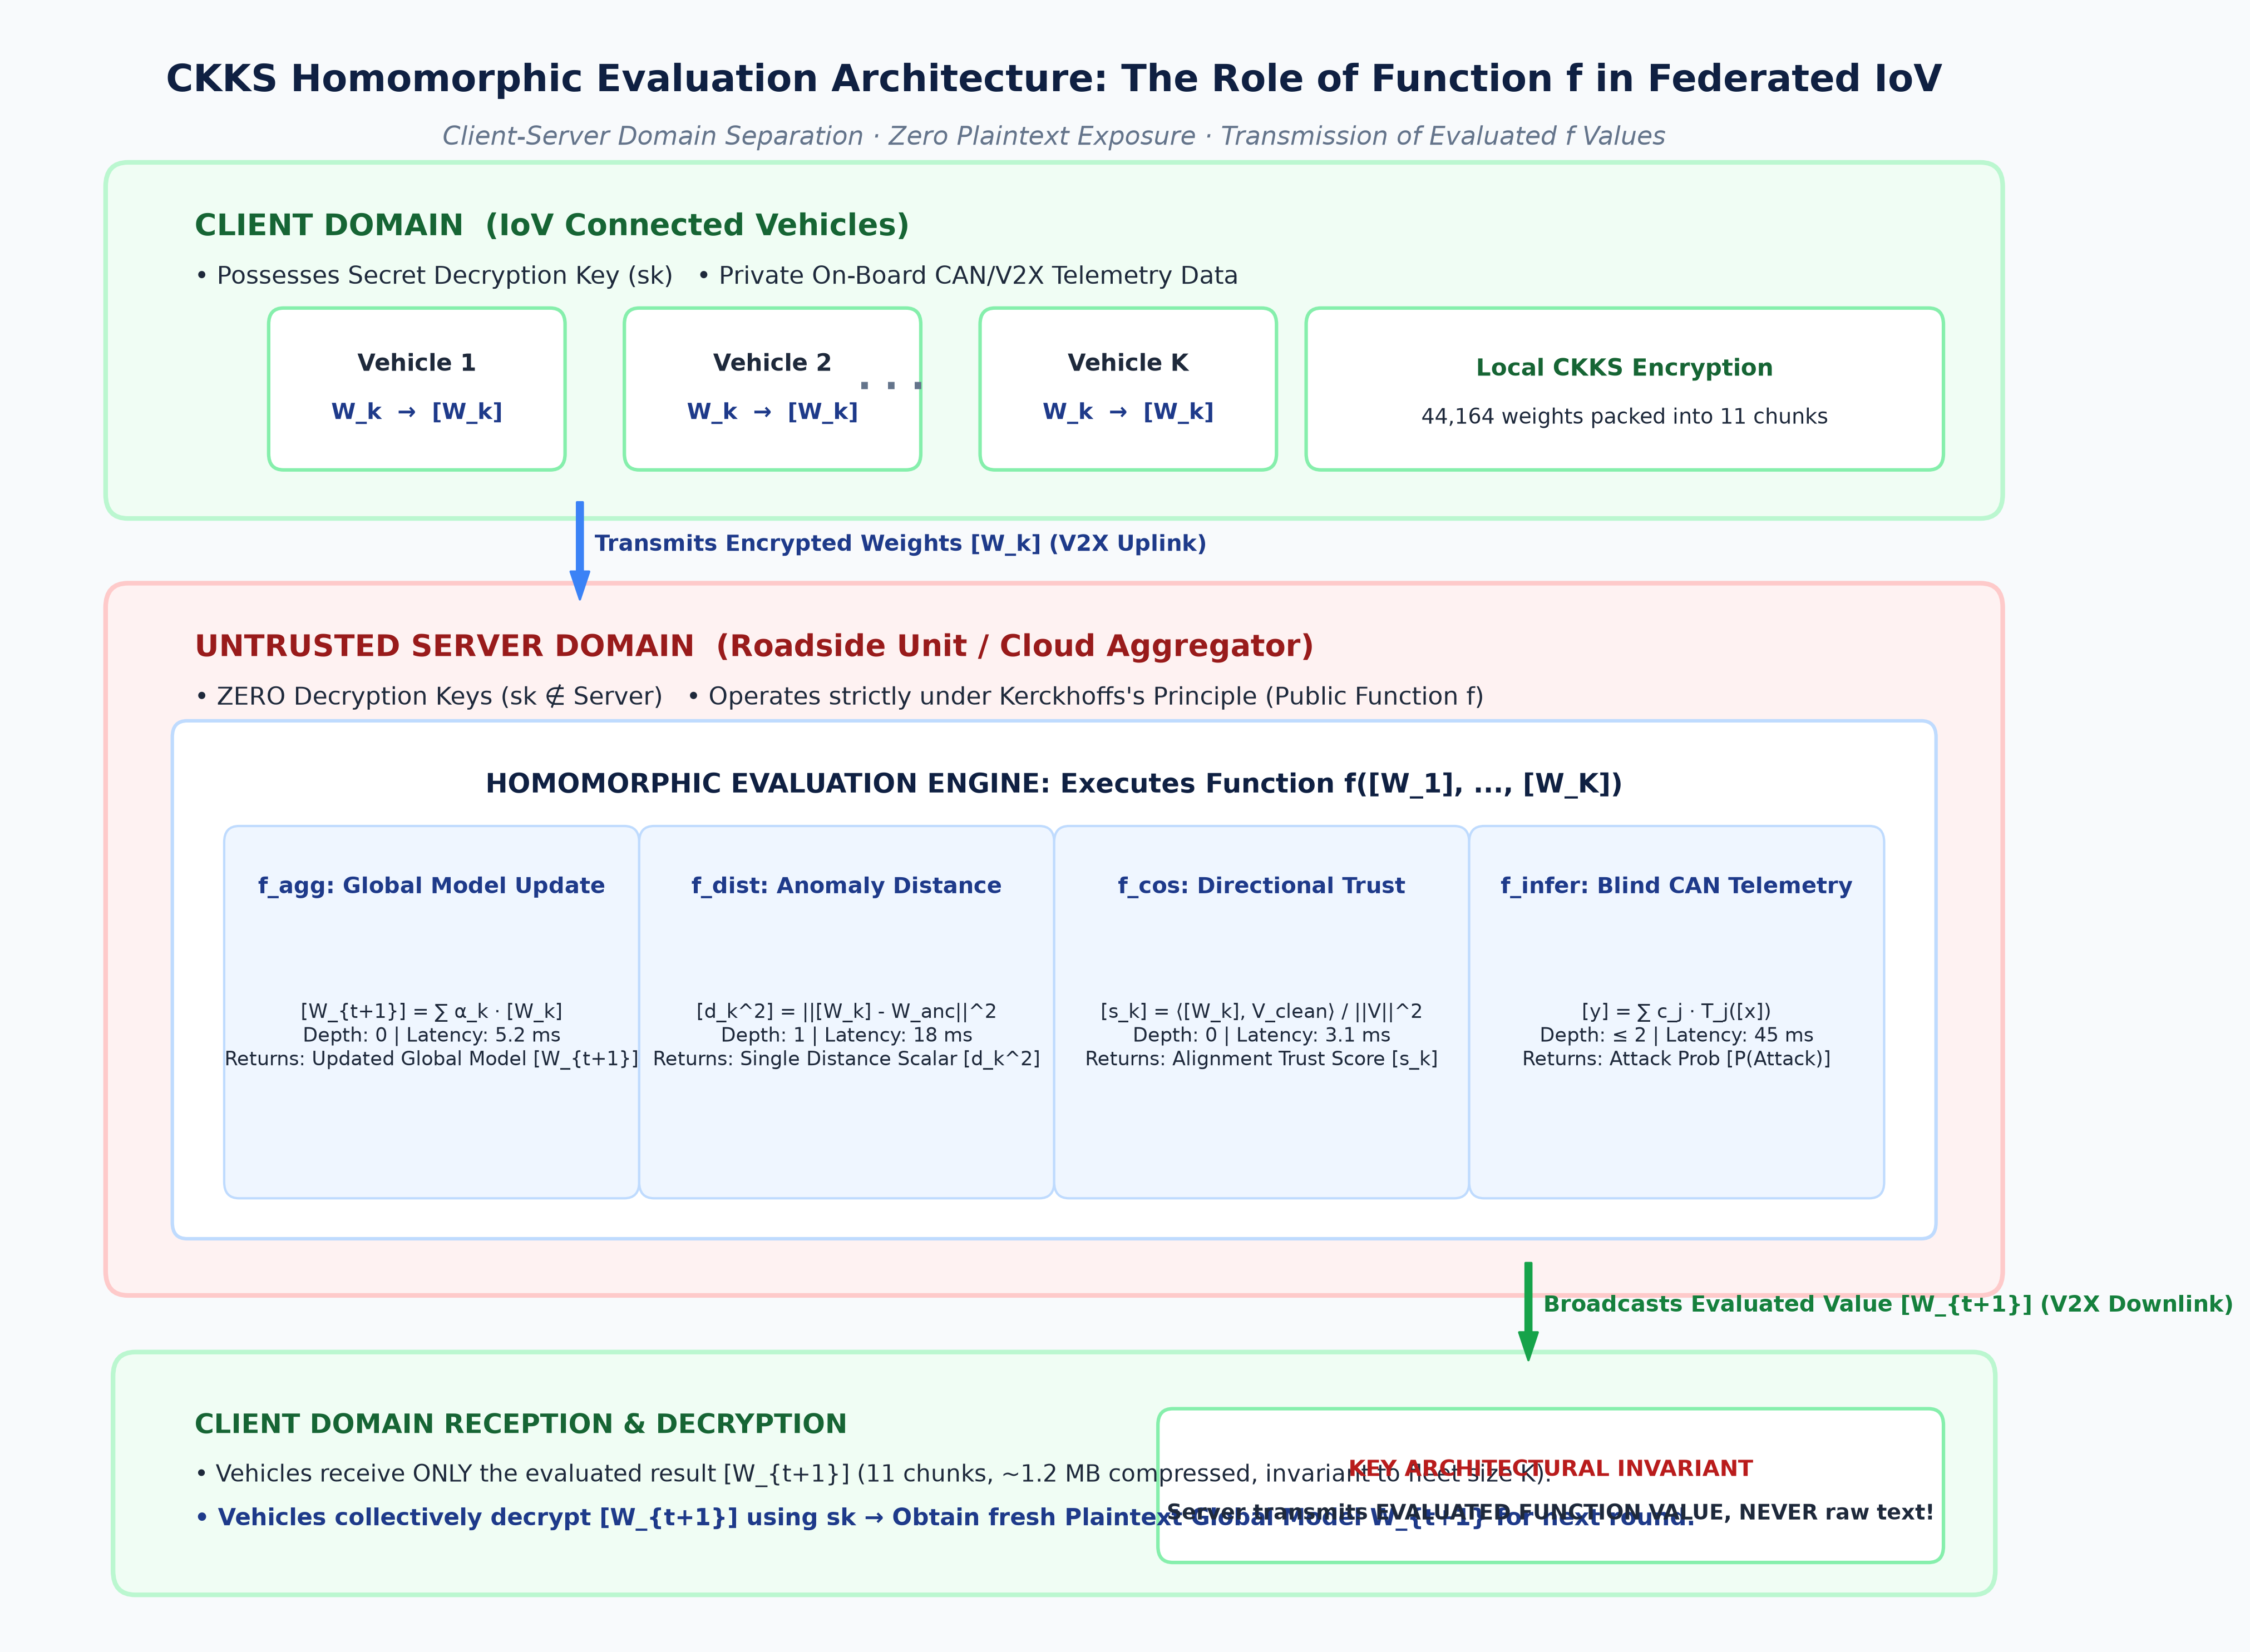 CKKS Homomorphic Evaluation Architecture: The Role of Function f in Federated IoV
Client-Server Domain Separation · Zero Plaintext Exposure · Transmission of Evaluated f Values
CLIENT DOMAIN (IoV Connected Vehicles)
• Possesses Secret Decryption Key (sk) • Private On-Board CAN/V2X Telemetry Data
Vehicle 1
W_k → [W_k]
Vehicle 2
W_k → [W_k]
. . .
Vehicle K
W_k → [W_k]
Local CKKS Encryption
44,164 weights packed into 11 chunks
Transmits Encrypted Weights [W_k] (V2X Uplink)
UNTRUSTED SERVER DOMAIN (Roadside Unit / Cloud Aggregator)
• ZERO Decryption Keys (sk ∉ Server) • Operates strictly under Kerckhoffs's Principle (Public Function f)
HOMOMORPHIC EVALUATION ENGINE: Executes Function f([W_1], ..., [W_K])
f_agg: Global Model Update
[W_{t+1}] = ∑ α_k · [W_k]
Depth: 0 | Latency: 5.2 ms
Returns: Updated Global Model [W_{t+1}]
f_dist: Anomaly Distance
[d_k^2] = ||[W_k] - W_anc||^2
Depth: 1 | Latency: 18 ms
Returns: Single Distance Scalar [d_k^2]
f_cos: Directional Trust
[s_k] = ⟨[W_k], V_clean⟩ / ||V||^2
Depth: 0 | Latency: 3.1 ms
Returns: Alignment Trust Score [s_k]
f_infer: Blind CAN Telemetry
[y] = ∑ c_j · T_j([x])
Depth: ≤ 2 | Latency: 45 ms
Returns: Attack Prob [P(Attack)]
Broadcasts Evaluated Value [W_{t+1}] (V2X Downlink)
CLIENT DOMAIN RECEPTION & DECRYPTION
• Vehicles receive ONLY the evaluated result [W_{t+1}] (11 chunks, ~1.2 MB compressed, invariant to fleet size K).
• Vehicles collectively decrypt [W_{t+1}] using sk → Obtain fresh Plaintext Global Model W_{t+1} for next round.
KEY ARCHITECTURAL INVARIANT
Server transmits EVALUATED FUNCTION VALUE, NEVER raw text!